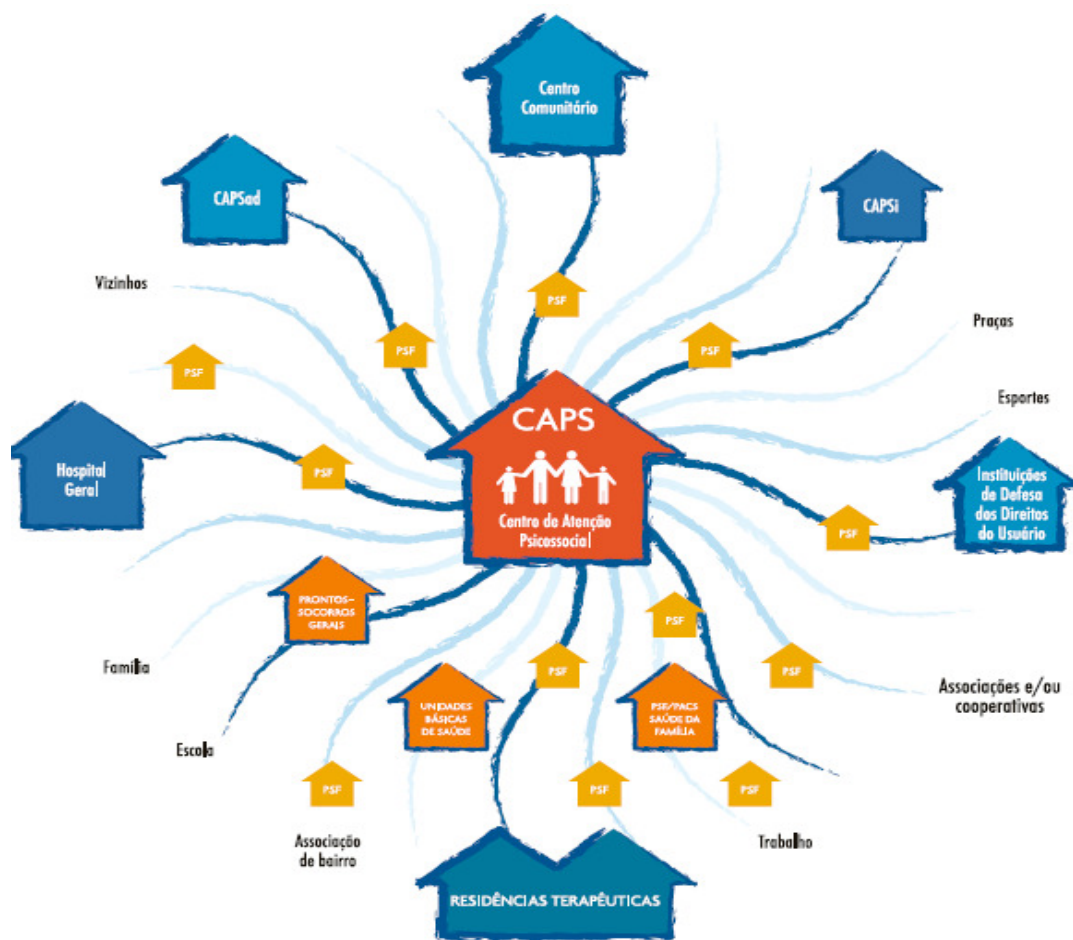 Centro
Comunitário
CAPSad
CAPSi
Vizinhos
PSF
PSF
PSF
Praças
PSF
Esportes
CAPS
Hospital
Geral
PSF
Instituições
de Defesa
dos Direitos
do Usuário
Centro de Atenção
Psicossocial
PSF
PRONTOS-
SOCORROS
GERAIS
PSF
Família
PSF
PSF
UNIDADES
BÁSICAS
DE SAÚDE
PSF/PACS
SAÚDE DA
FAMÍLIA
Associações e/ou
cooperativas
Escola
PSF
PSF
PSF
Associação
de bairro
Trabalho
RESIDÊNCIAS TERAPÊUTICAS